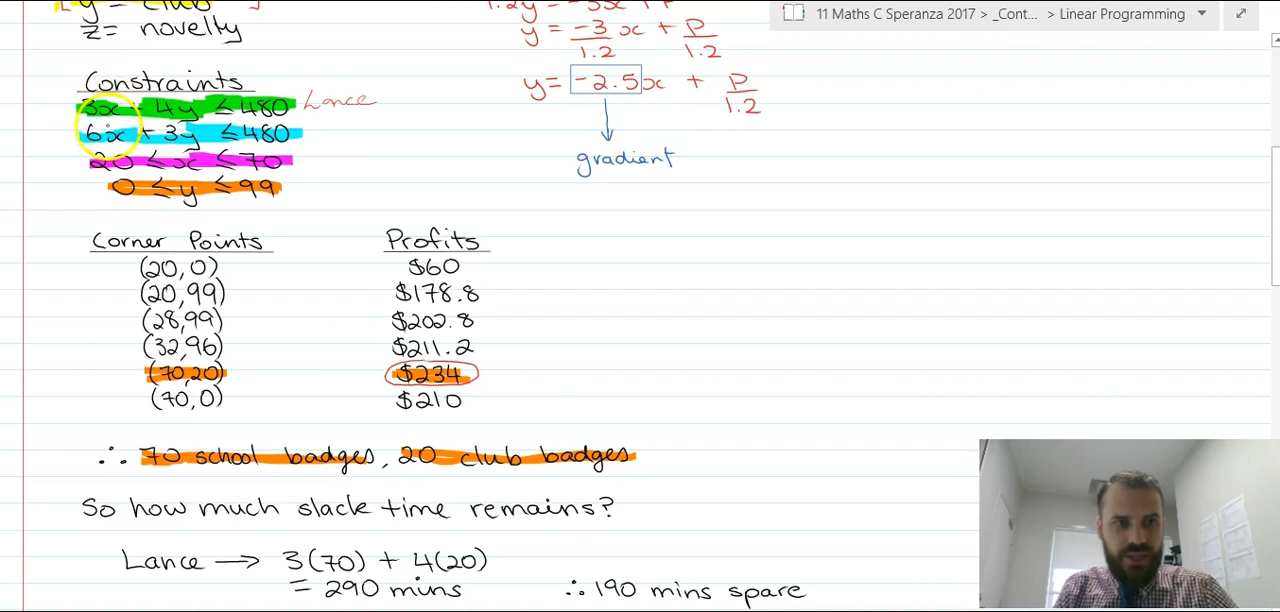 11 Maths C Speranza 2017 > _Cont... > Linear Programming
y = club
z = novelty
y = -3/1.2 x + P/1.2
y = -2.5x + P/1.2
gradient
Constraints
3x + 4y ≤ 480 Lance
6x + 3y ≤ 480
20 ≤ x ≤ 70
0 ≤ y ≤ 99
Corner Points Profits
(20,0) $60
(20,99) $178.8
(28,99) $202.8
(32,96) $211.2
(70,20) $234
(70,0) $210
∴ 70 school badges, 20 club badges
So how much slack time remains?
Lance → 3(70) + 4(20)
= 290 mins ∴ 190 mins spare